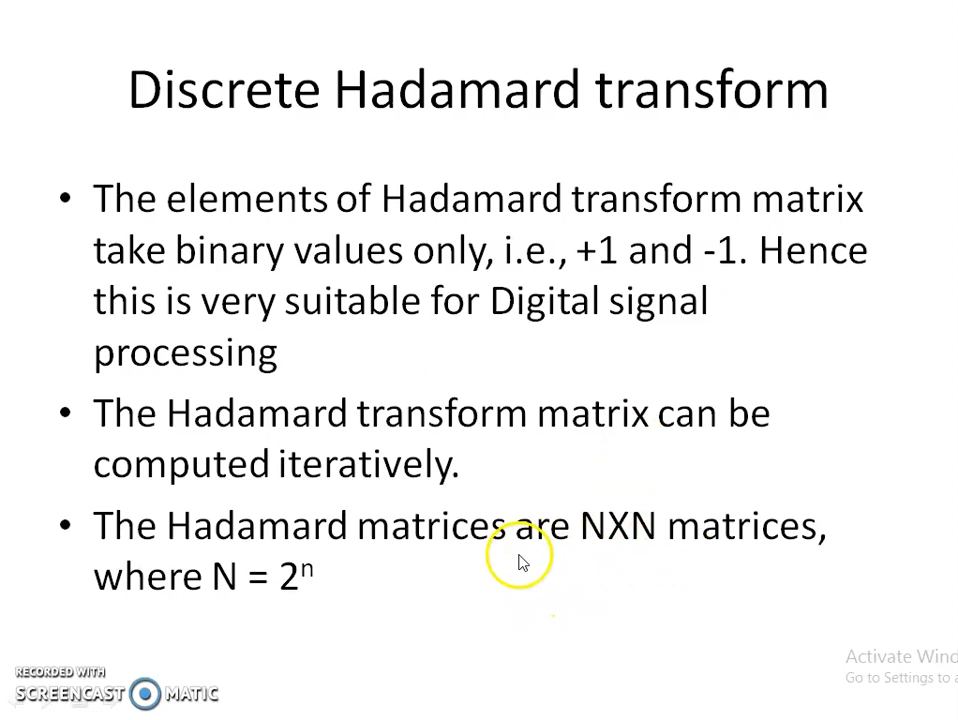 Discrete Hadamard transform
• The elements of Hadamard transform matrix
take binary values only, i.e., +1 and -1. Hence
this is very suitable for Digital signal
processing
• The Hadamard transform matrix can be
computed iteratively.
• The Hadamard matrices are NXN matrices,
where N = 2ⁿ
Activate Wind
Go to Settings to a
RECORDED WITH
SCREENCAST MATIC